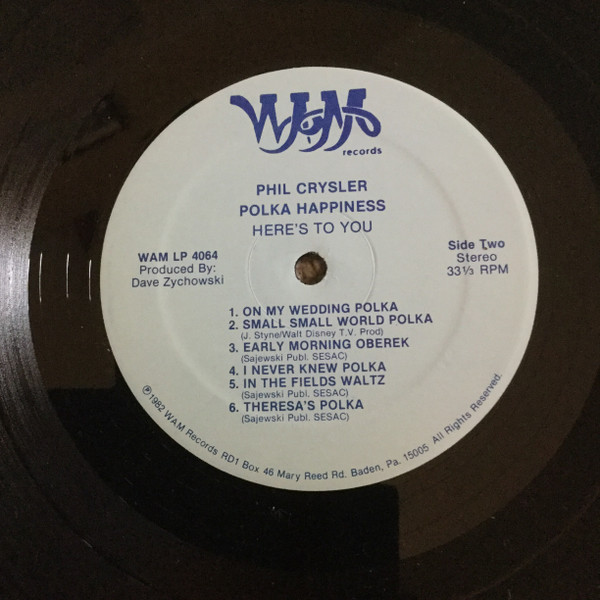 WAM
records
PHIL CRYSLER
POLKA HAPPINESS
HERE'S TO YOU
WAM LP 4064
Produced By:
Dave Zychowski
Side Two
Stereo
33⅓ RPM
1. ON MY WEDDING POLKA
2. SMALL SMALL WORLD POLKA
(J. Styne/Walt Disney T.V. Prod)
3. EARLY MORNING OBEREK
(Sajewski Publ. SESAC)
4. I NEVER KNEW POLKA
5. IN THE FIELDS WALTZ
(Sajewski Publ. SESAC)
6. THERESA'S POLKA
(Sajewski Publ. SESAC)
℗1982 WAM Records RD1 Box 46 Mary Reed Rd. Baden, Pa. 15005 All Rights Reserved.